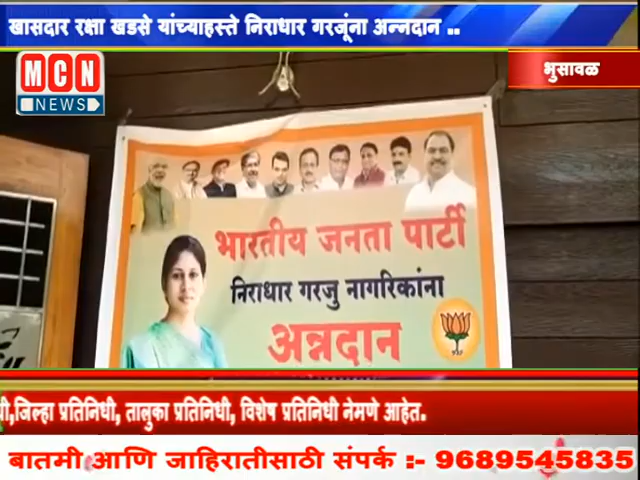 खासदार रक्षा खडसे यांच्याहस्ते निराधार गरजूंना अन्नदान ..
MCN
NEWS
भुसावळ
भारतीय जनता पार्टी
निराधार गरजु नागरिकांना
अन्नदान
धी,जिल्हा प्रतिनिधी, तालुका प्रतिनिधी, विशेष प्रतिनिधी नेमणे आहेत.
बातमी आणि जाहिरातीसाठी संपर्क :- 9689545835